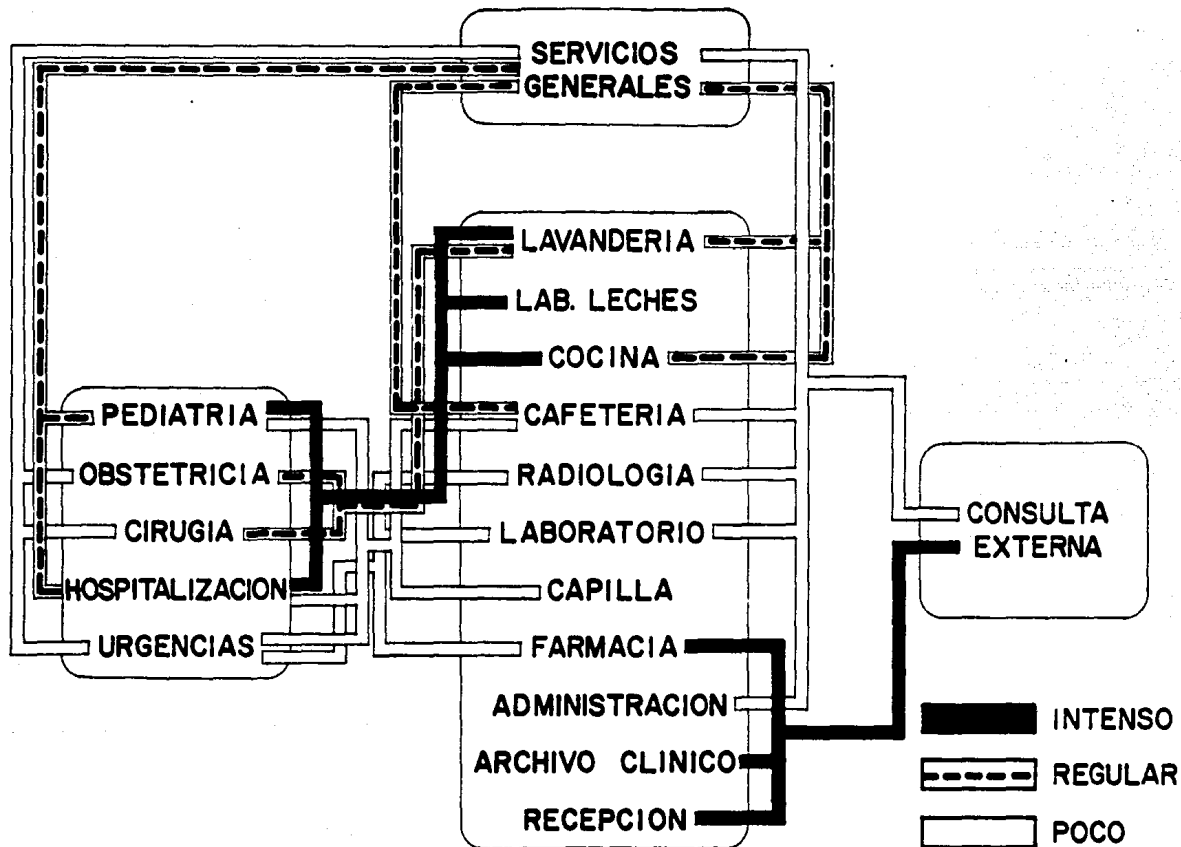 SERVICIOS
GENERALES
LAVANDERIA
LAB. LECHES
COCINA
CAFETERIA
RADIOLOGIA
LABORATORIO
CAPILLA
FARMACIA
ADMINISTRACION
ARCHIVO CLINICO
RECEPCION
PEDIATRIA
OBSTETRICIA
CIRUGIA
HOSPITALIZACION
URGENCIAS
CONSULTA
EXTERNA
INTENSO
REGULAR
POCO